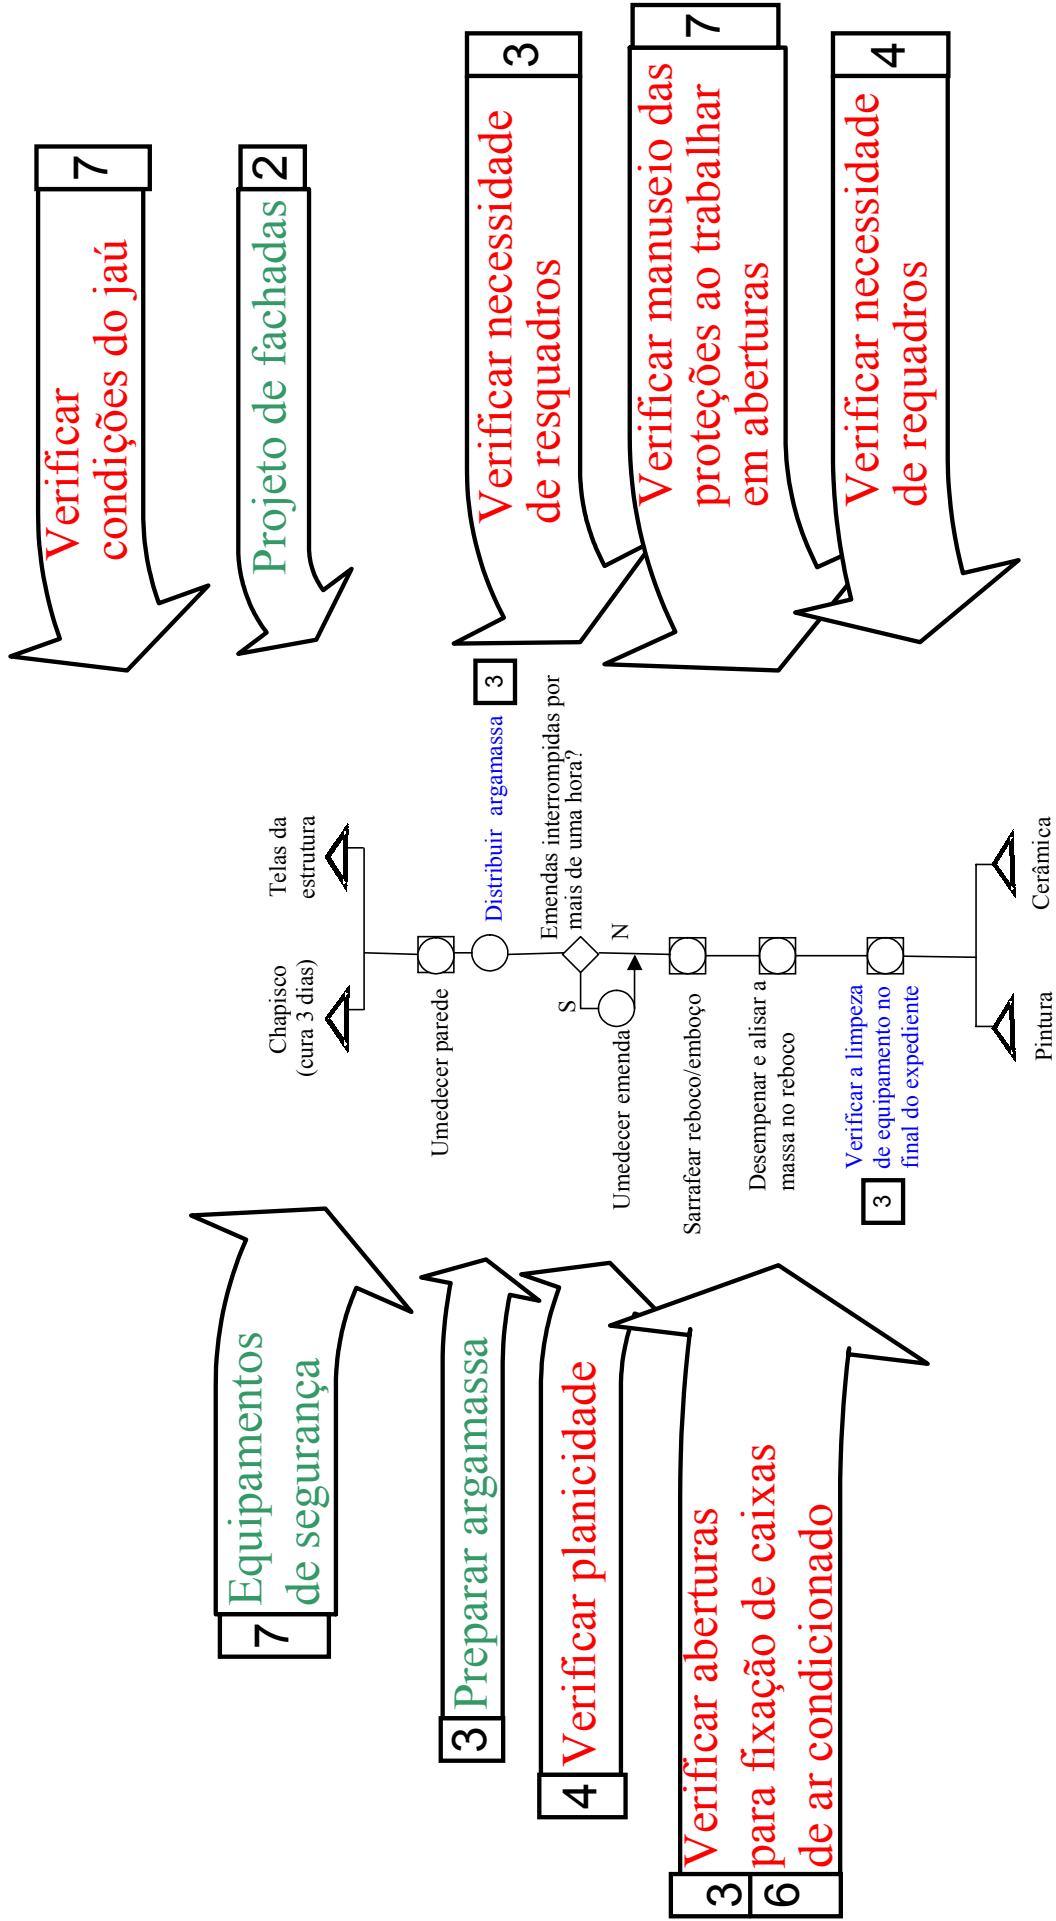 7
Verificar
condições do jaú
2
Projeto de fachadas
3
Verificar necessidade
de resquadros
7
Verificar manuseio das
proteções ao trabalhar
em aberturas
4
Verificar necessidade
de requadros
Chapisco
(cura 3 dias)
Telas da
estrutura
Umedecer parede
Distribuir argamassa
3
Emendas interrompidas por
mais de uma hora?
S
N
Umedecer emenda
Sarrafear reboco/emboço
Desempenar e alisar a
massa no reboco
Verificar a limpeza
de equipamento no
final do expediente
3
Pintura
Cerâmica
7
Equipamentos
de segurança
3
Preparar argamassa
4
Verificar planicidade
3
6
Verificar aberturas
para fixação de caixas
de ar condicionado